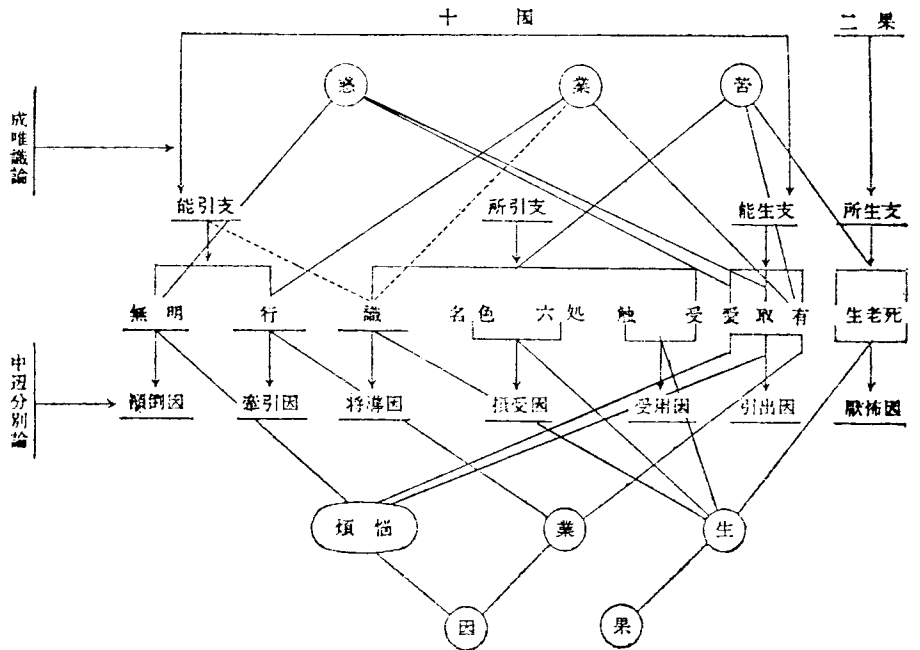 十因
二果
惑
業
苦
成唯識論
能引支
所引支
能生支
所生支
無明
行
識
名色
六処
触
受
愛
取
有
生老死
中辺分別論
顛倒因
牽引因
将導因
摂受因
受用因
引出因
厭怖因
煩悩
業
生
因
果